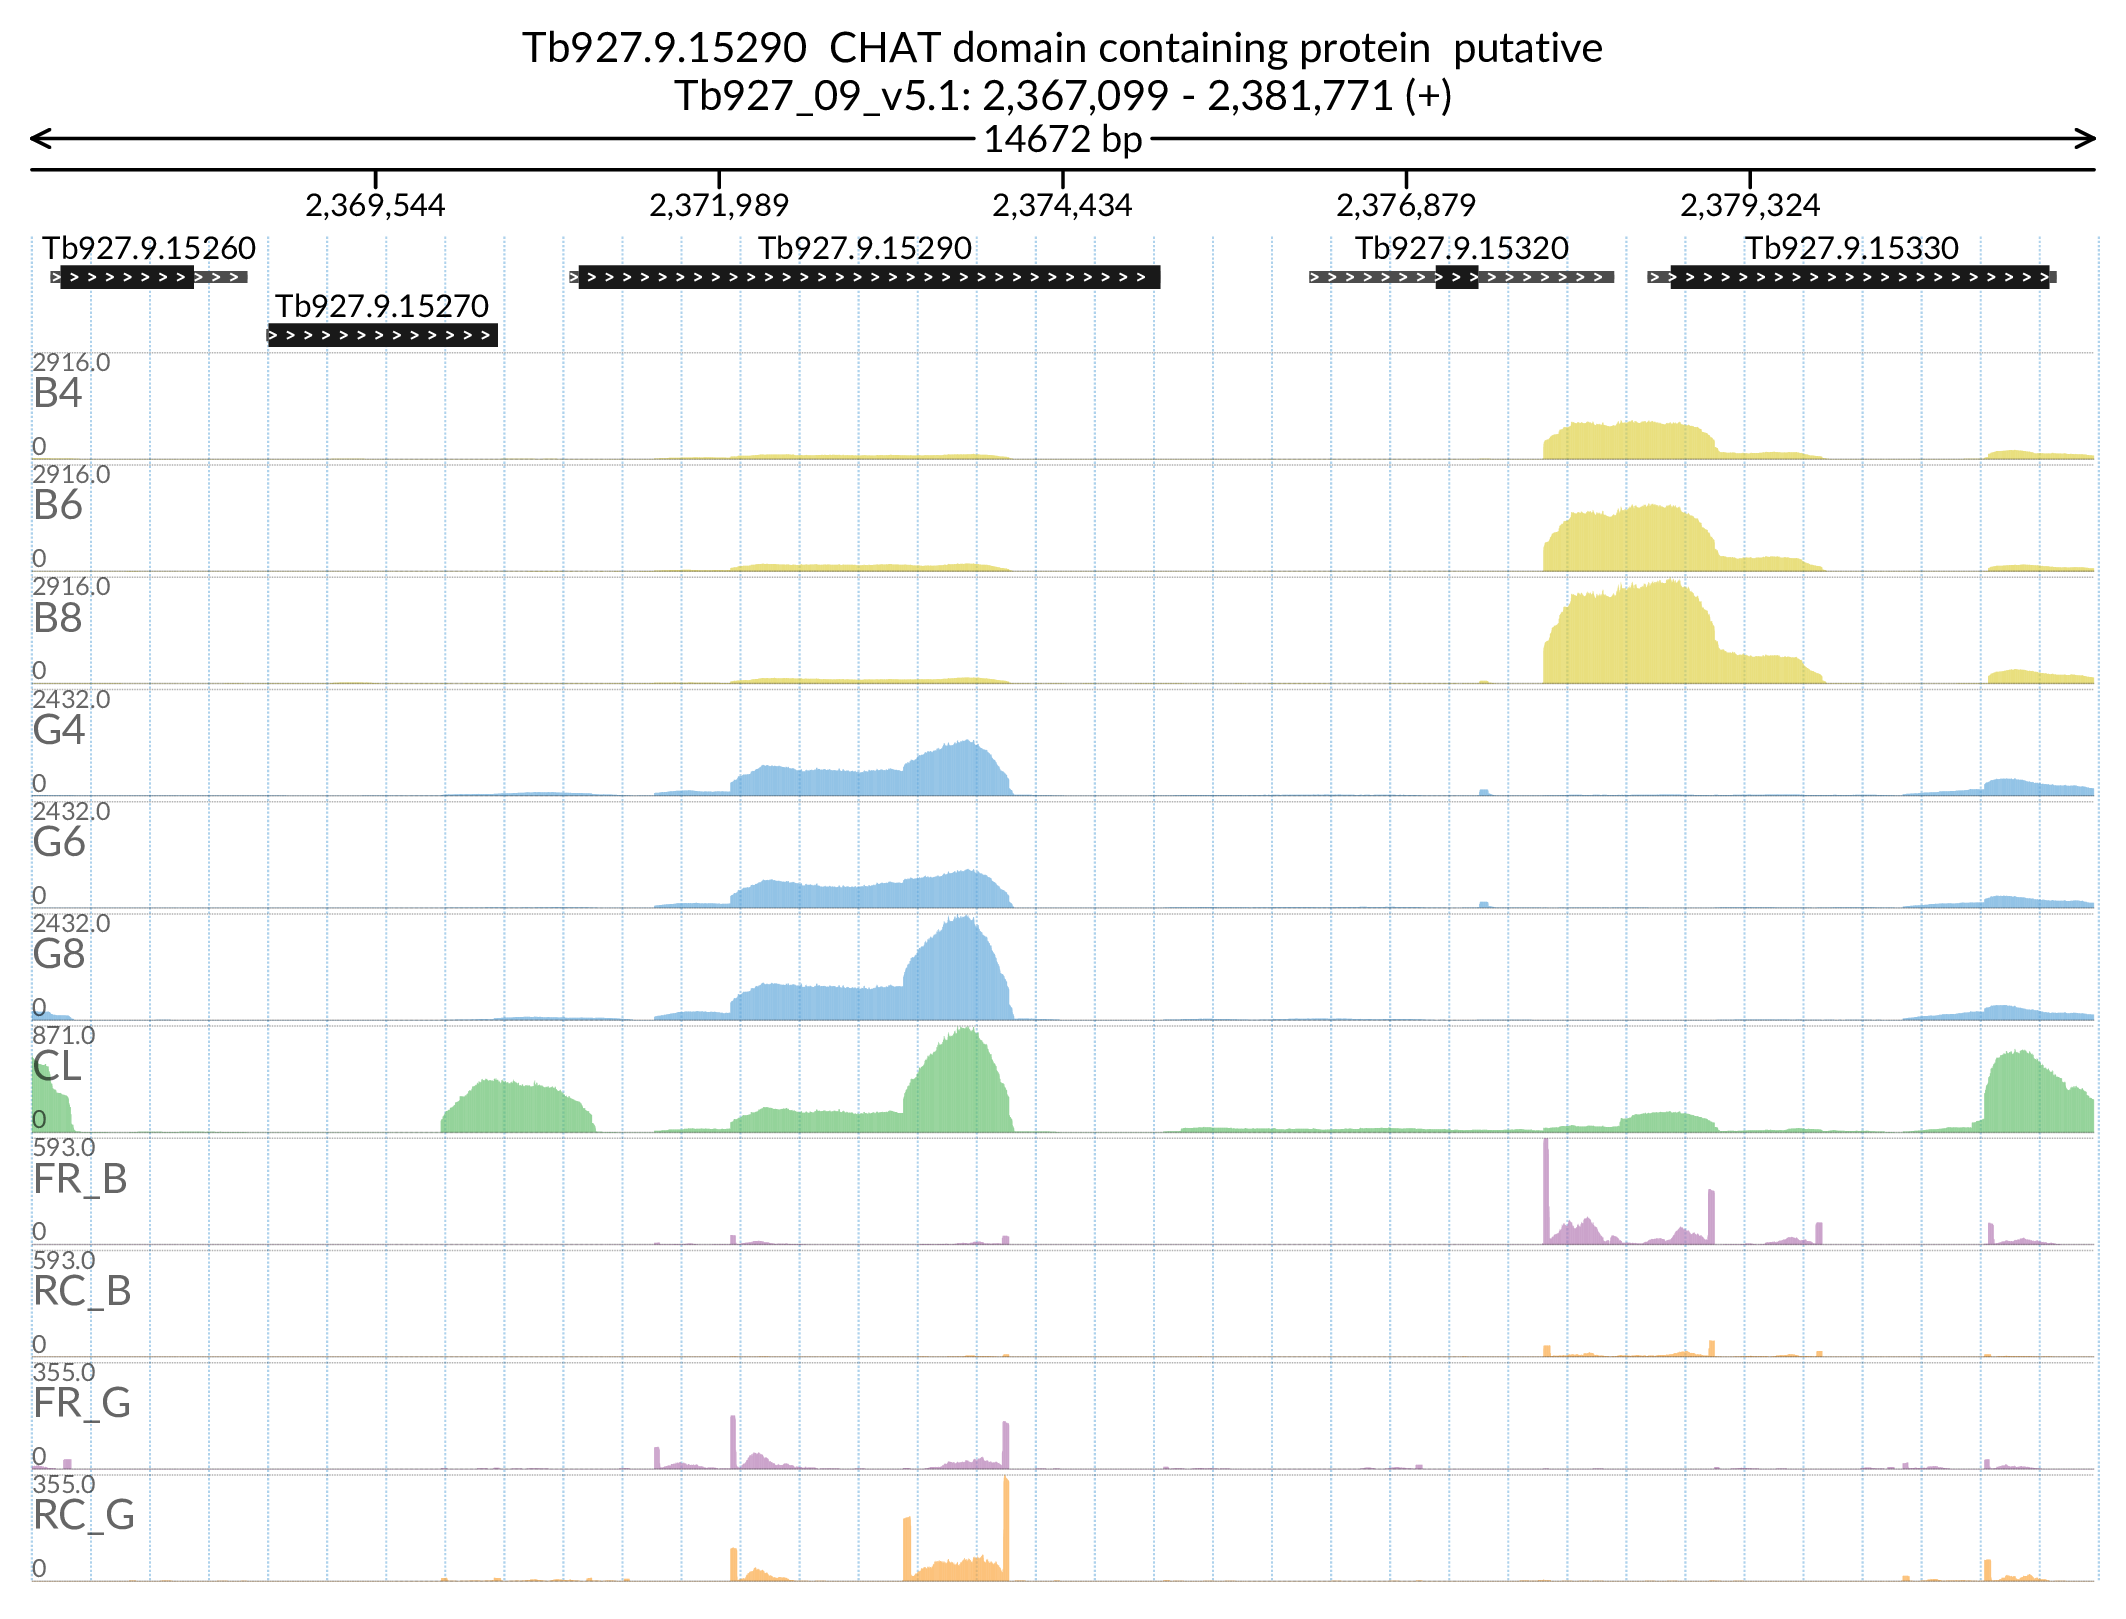 Tb927.9.15290  CHAT domain containing protein  putative
Tb927_09_v5.1: 2,367,099 - 2,381,771 (+)
14672 bp
2,369,544 2,371,989 2,374,434 2,376,879 2,379,324
Tb927.9.15260 Tb927.9.15290 Tb927.9.15320 Tb927.9.15330
Tb927.9.15270
2916.0
B4
0
2916.0
B6
0
2916.0
B8
0
2432.0
G4
0
2432.0
G6
0
2432.0
G8
0
871.0
CL
0
593.0
FR_B
0
593.0
RC_B
0
355.0
FR_G
0
355.0
RC_G
0